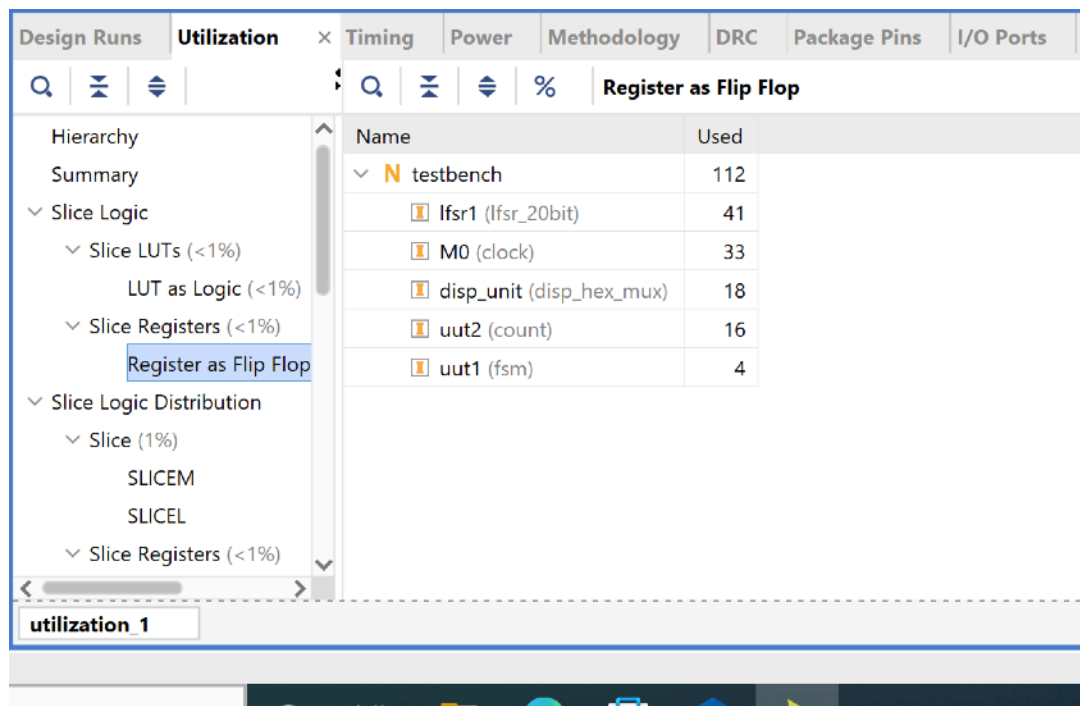 Design Runs Utilization × Timing Power Methodology DRC Package Pins I/O Ports
% Register as Flip Flop
Hierarchy
Summary
Slice Logic
Slice LUTs (<1%)
LUT as Logic (<1%)
Slice Registers (<1%)
Register as Flip Flop
Slice Logic Distribution
Slice (1%)
SLICEM
SLICEL
Slice Registers (<1%)
Name Used
N testbench 112
I lfsr1 (lfsr_20bit) 41
I M0 (clock) 33
I disp_unit (disp_hex_mux) 18
I uut2 (count) 16
I uut1 (fsm) 4
utilization_1